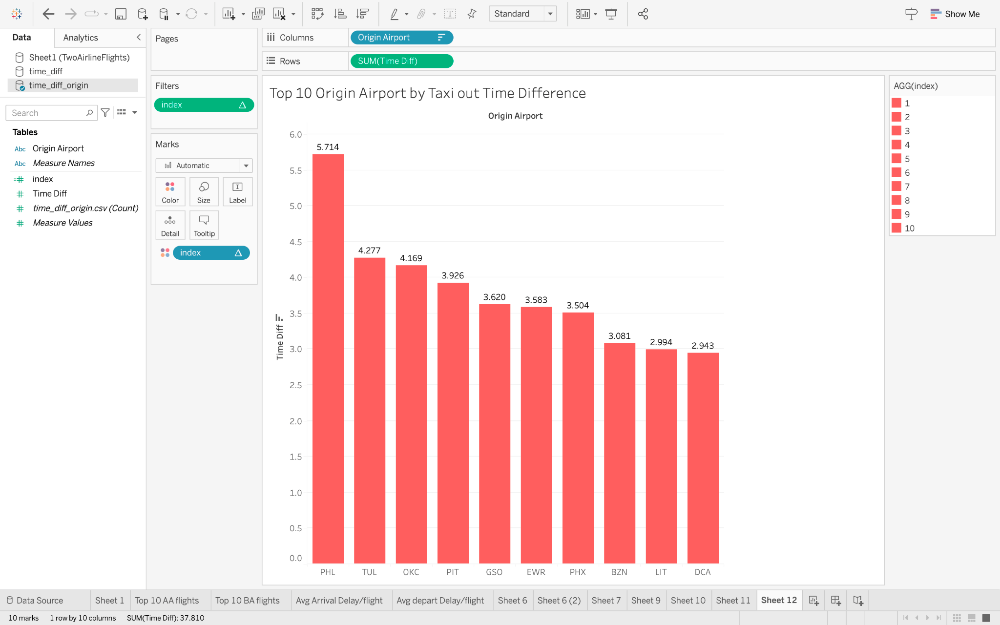 Standard
Show Me
Data
Analytics
Sheet1 (TwoAirlineFlights)
time_diff
time_diff_origin
Search
Tables
Abc Origin Airport
Abc Measure Names
index
Time Diff
time_diff_origin.csv (Count)
Measure Values
Pages
Filters
index
Marks
Automatic
Color
Size
Label
Detail
Tooltip
index
Columns
Origin Airport
Rows
SUM(Time Diff)
Top 10 Origin Airport by Taxi out Time Difference
Origin Airport
6.0
5.5
5.0
4.5
4.0
3.5
3.0
2.5
2.0
1.5
1.0
0.5
0.0
Time Diff
5.714
4.277
4.169
3.926
3.620
3.583
3.504
3.081
2.994
2.943
PHL TUL OKC PIT GSO EWR PHX BZN LIT DCA
AGG(index)
1
2
3
4
5
6
7
8
9
10
Data Source Sheet 1 Top 10 AA flights Top 10 BA flights Avg Arrival Delay/flight Avg depart Delay/flight Sheet 6 Sheet 6 (2) Sheet 7 Sheet 9 Sheet 10 Sheet 11 Sheet 12
10 marks 1 row by 10 columns SUM(Time Diff): 37.810